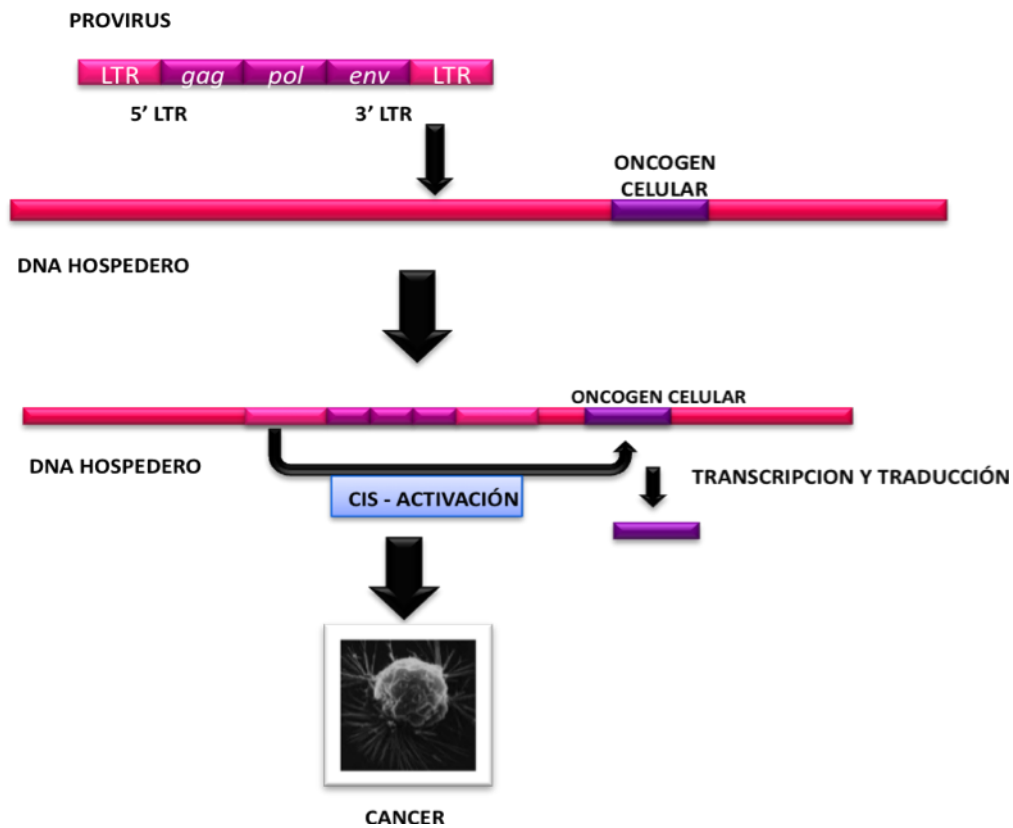 PROVIRUS
LTR gag pol env LTR
5’ LTR 3’ LTR
ONCOGEN
CELULAR
DNA HOSPEDERO
ONCOGEN CELULAR
DNA HOSPEDERO
TRANSCRIPCION Y TRADUCCIÓN
CIS - ACTIVACIÓN
CANCER